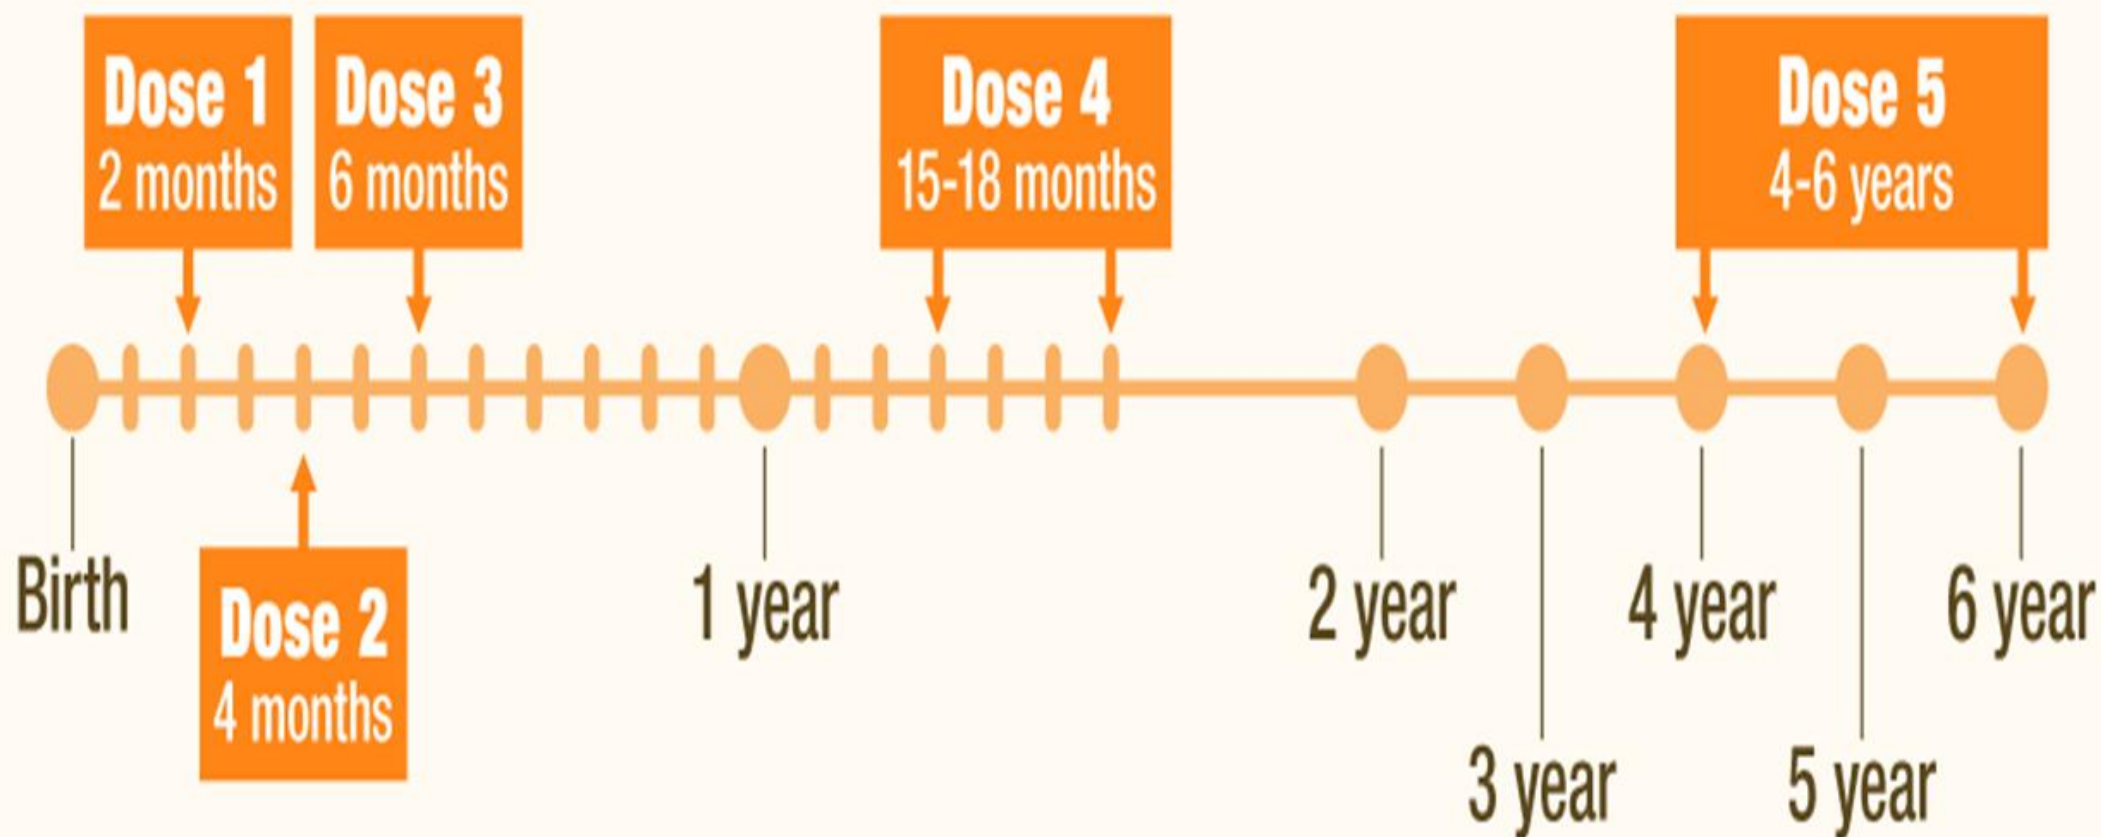 Dose 1
2 months
Dose 3
6 months
Dose 4
15-18 months
Dose 5
4-6 years
Birth
Dose 2
4 months
1 year
2 year
3 year
4 year
5 year
6 year